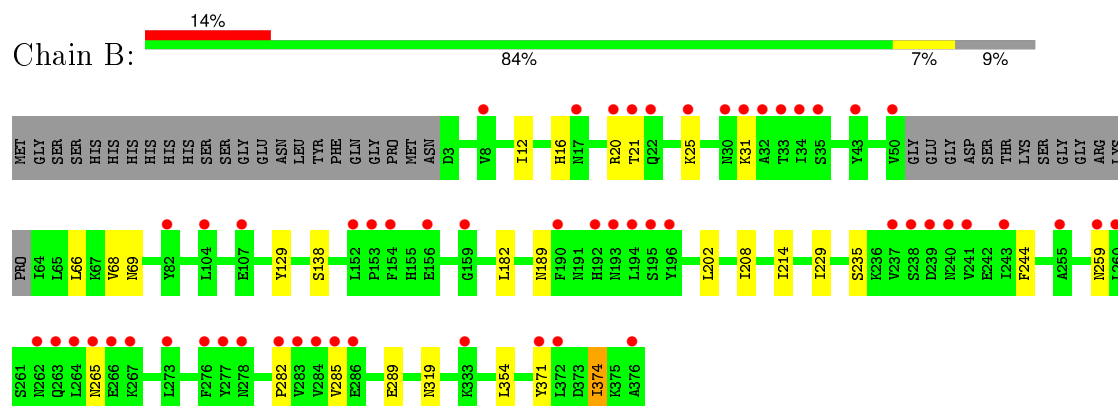 14%
Chain B:
84% 7% 9%
MET GLY SER SER HIS HIS HIS HIS HIS HIS HIS SER SER GLY GLU ASN LEU TYR PHE GLN GLY PRO MET ASN D3 V8 I12 H16 N17 R20 T21 Q22 K25 N30 K31 A32 T33 I34 S35 Y43 V50 GLY GLU GLY ASP SER THR LYS SER GLY GLY ARG LYS
PRO I64 L65 L66 K67 V68 N69 Y82 L104 E107 Y129 S138 L152 P153 F154 H155 E156 G159 L182 N189 F190 N191 H192 N193 L194 S195 Y196 L202 I208 I214 I229 S235 K236 V237 S238 D239 N240 V241 E242 I243 F244 A255 N259 L260
S261 N262 Q263 L264 N265 E266 K267 L273 F276 Y277 N278 P282 V283 V284 V285 E286 E289 N319 K333 L354 Y371 L372 D373 I374 K375 A376